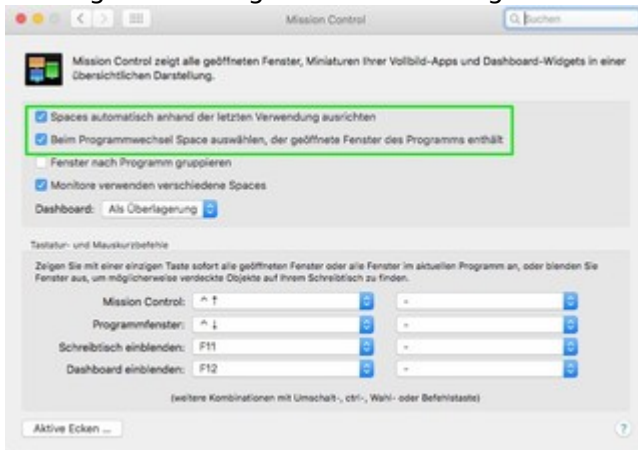 Mission Control
Suchen
Mission Control zeigt alle geöffneten Fenster, Miniaturen Ihrer Vollbild-Apps und Dashboard-Widgets in einer
übersichtlichen Darstellung.
Spaces automatisch anhand der letzten Verwendung ausrichten
Beim Programmwechsel Space auswählen, der geöffnete Fenster des Programms enthält
Fenster nach Programm gruppieren
Monitore verwenden verschiedene Spaces
Dashboard: Als Überlagerung
Tastatur- und Mauskurzbefehle
Zeigen Sie mit einer einzigen Taste sofort alle geöffneten Fenster oder alle Fenster im aktuellen Programm an, oder blenden Sie
Fenster aus, um möglicherweise verdeckte Objekte auf Ihrem Schreibtisch zu finden.
Mission Control: ^↑ -
Programmfenster: ^↓ -
Schreibtisch einblenden: F11 -
Dashboard einblenden: F12 -
(weitere Kombinationen mit Umschalt-, ctrl-, Wahl- oder Befehlstaste)
Aktive Ecken ... ?